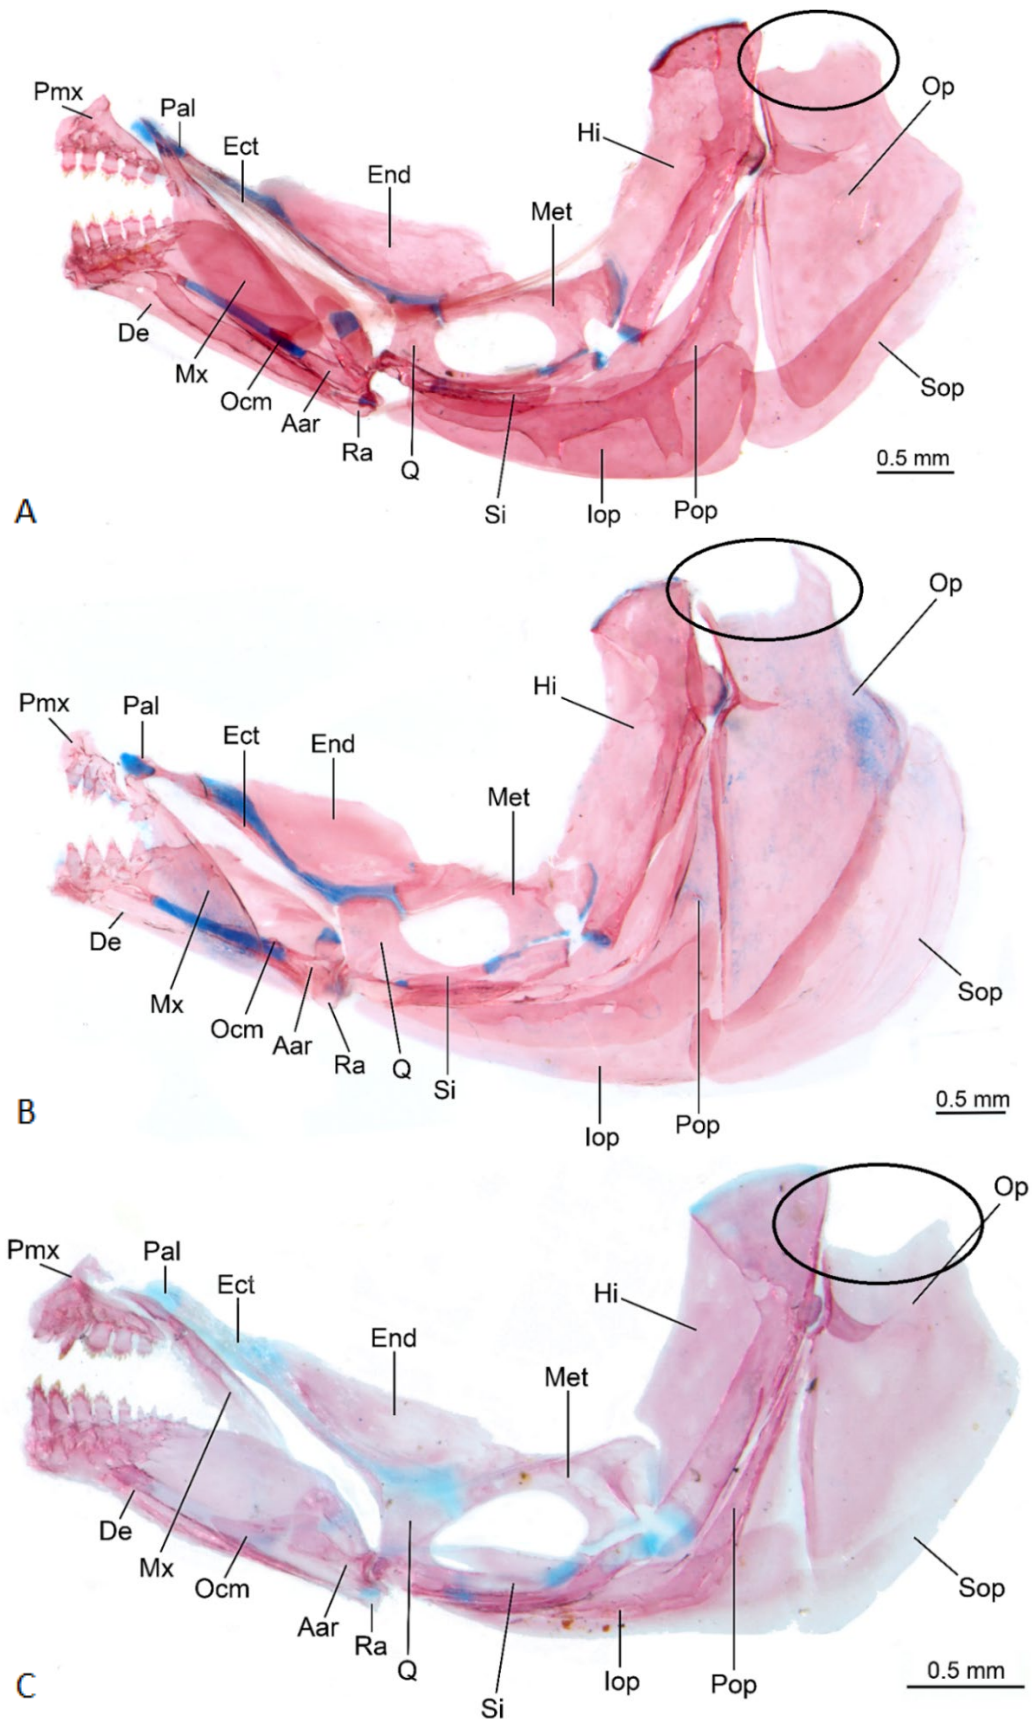 Pmx
Pal
Ect
End
Met
Hi
Op
De
Mx
Ocm
Aar
Ra
Q
Si
Iop
Pop
Sop
0.5 mm
A
Pmx
Pal
Ect
End
Met
Hi
Op
De
Mx
Ocm
Aar
Ra
Q
Si
Iop
Pop
Sop
0.5 mm
B
Pmx
Pal
Ect
End
Met
Hi
Op
De
Mx
Ocm
Aar
Ra
Q
Si
Iop
Pop
Sop
0.5 mm
C